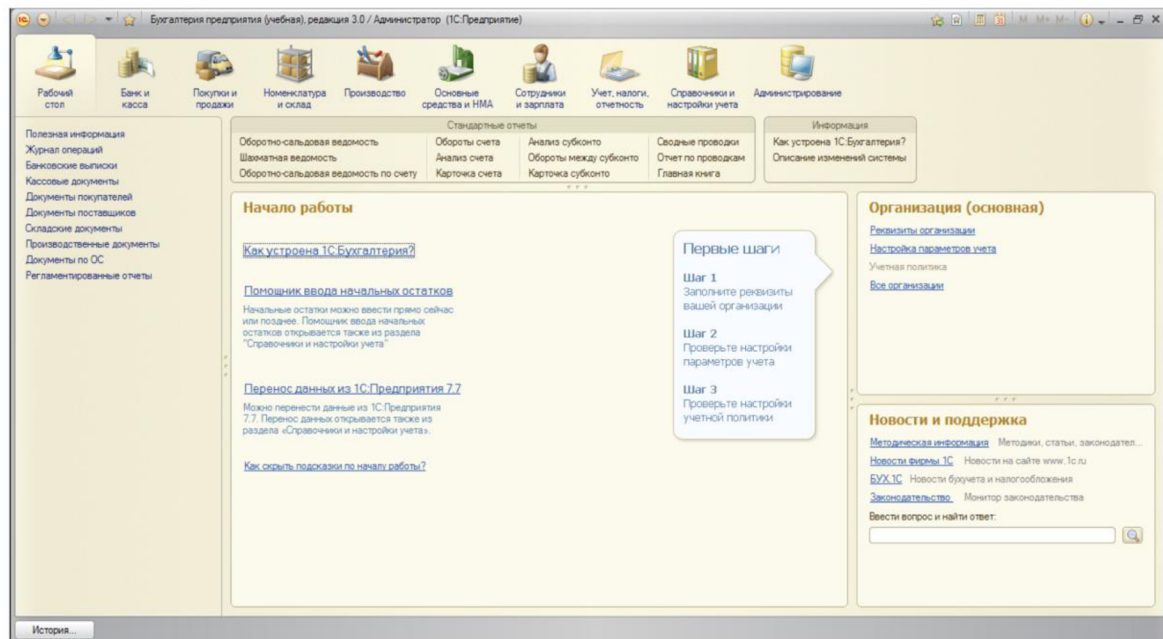 Бухгалтерия предприятия (учебная), редакция 3.0 / Администратор (1С:Предприятие)
M M+ M-
Рабочий стол
Банк и касса
Покупки и продажи
Номенклатура и склад
Производство
Основные средства и НМА
Сотрудники и зарплата
Учет, налоги, отчетность
Справочники и настройки учета
Администрирование
Полезная информация
Журнал операций
Банковские выписки
Кассовые документы
Документы покупателей
Документы поставщиков
Складские документы
Производственные документы
Документы по ОС
Регламентированные отчеты
Стандартные отчеты
Оборотно-сальдовая ведомость
Шахматная ведомость
Оборотно-сальдовая ведомость по счету
Обороты счета
Анализ счета
Карточка счета
Анализ субконто
Обороты между субконто
Карточка субконто
Сводные проводки
Отчет по проводкам
Главная книга
Информация
Как устроена 1С:Бухгалтерия?
Описание изменений системы
Начало работы
Как устроена 1С:Бухгалтерия?
Помощник ввода начальных остатков
Начальные остатки можно ввести прямо сейчас
или позднее. Помощник ввода начальных
остатков открывается также из раздела
"Справочники и настройки учета"
Перенос данных из 1С:Предприятия 7.7
Можно перенести данные из 1С:Предприятия
7.7. Перенос данных открывается также из
раздела «Справочники и настройки учета».
Как скрыть подсказки по началу работы?
Первые шаги
Шаг 1
Заполните реквизиты
вашей организации
Шаг 2
Проверьте настройки
параметров учета
Шаг 3
Проверьте настройки
учетной политики
Организация (основная)
Реквизиты организации
Настройка параметров учета
Учетная политика
Все организации
Новости и поддержка
Методическая информация Методики, статьи, законодател...
Новости фирмы 1С Новости на сайте www.1c.ru
БУХ.1С Новости бухучета и налогообложения
Законодательство Монитор законодательства
Ввести вопрос и найти ответ:
История...